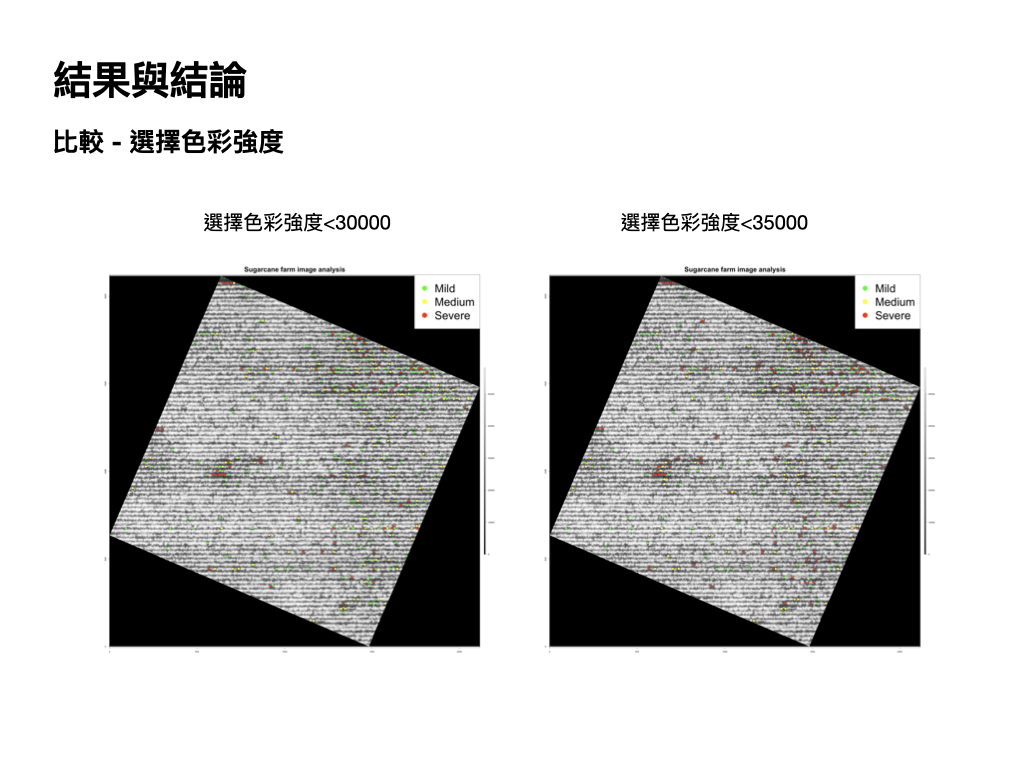 結果與結論
比較 - 選擇色彩強度
選擇色彩強度<30000
選擇色彩強度<35000
Sugarcane farm image analysis
Mild
Medium
Severe
Sugarcane farm image analysis
Mild
Medium
Severe